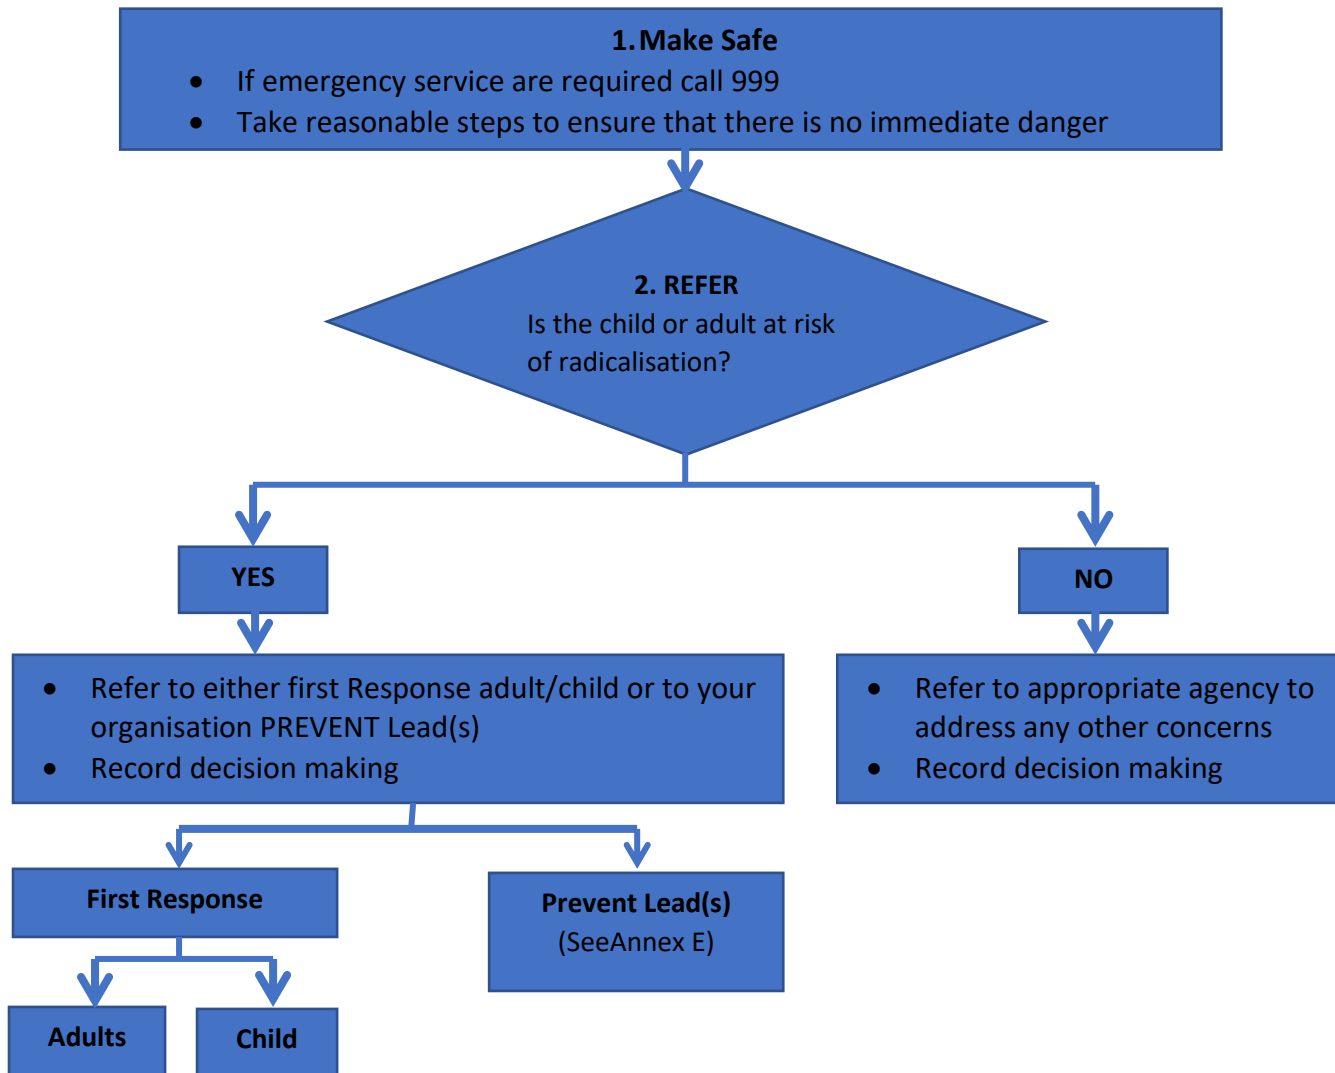 1. Make Safe
• If emergency service are required call 999
• Take reasonable steps to ensure that there is no immediate danger
2. REFER
Is the child or adult at risk
of radicalisation?
YES
NO
• Refer to either first Response adult/child or to your
organisation PREVENT Lead(s)
• Record decision making
• Refer to appropriate agency to
address any other concerns
• Record decision making
First Response
Prevent Lead(s)
(SeeAnnex E)
Adults
Child